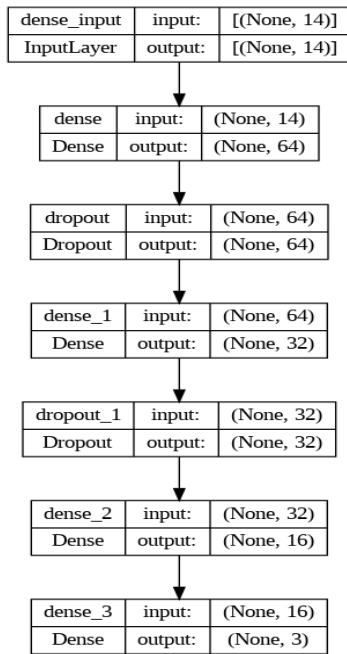 dense_input input: [(None, 14)]
InputLayer output: [(None, 14)]
dense input: (None, 14)
Dense output: (None, 64)
dropout input: (None, 64)
Dropout output: (None, 64)
dense_1 input: (None, 64)
Dense output: (None, 32)
dropout_1 input: (None, 32)
Dropout output: (None, 32)
dense_2 input: (None, 32)
Dense output: (None, 16)
dense_3 input: (None, 16)
Dense output: (None, 3)